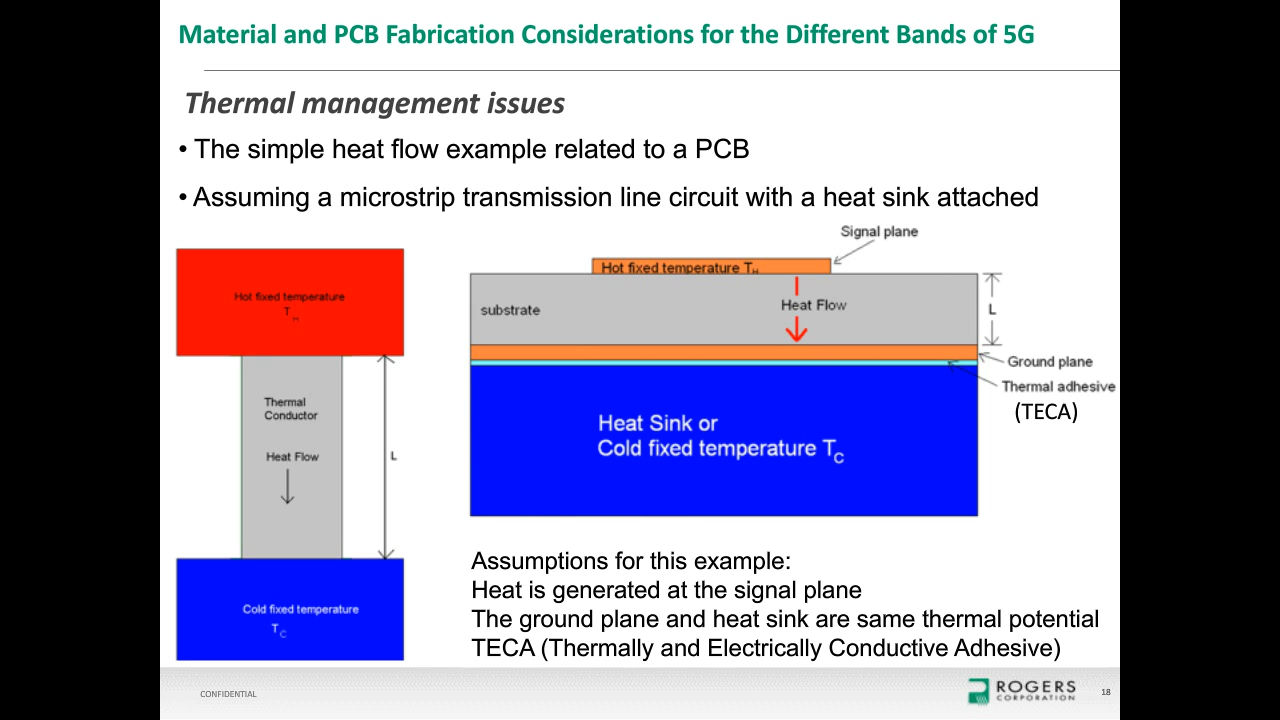 Material and PCB Fabrication Considerations for the Different Bands of 5G
Thermal management issues
• The simple heat flow example related to a PCB
• Assuming a microstrip transmission line circuit with a heat sink attached
Hot fixed temperature
T H
Thermal
Conductor
Heat Flow
L
Cold fixed temperature
T C
Signal plane
Hot fixed temperature TH
substrate
Heat Flow
L
Ground plane
Thermal adhesive
(TECA)
Heat Sink or
Cold fixed temperature TC
Assumptions for this example:
Heat is generated at the signal plane
The ground plane and heat sink are same thermal potential
TECA (Thermally and Electrically Conductive Adhesive)
CONFIDENTIAL
ROGERS
CORPORATION
18